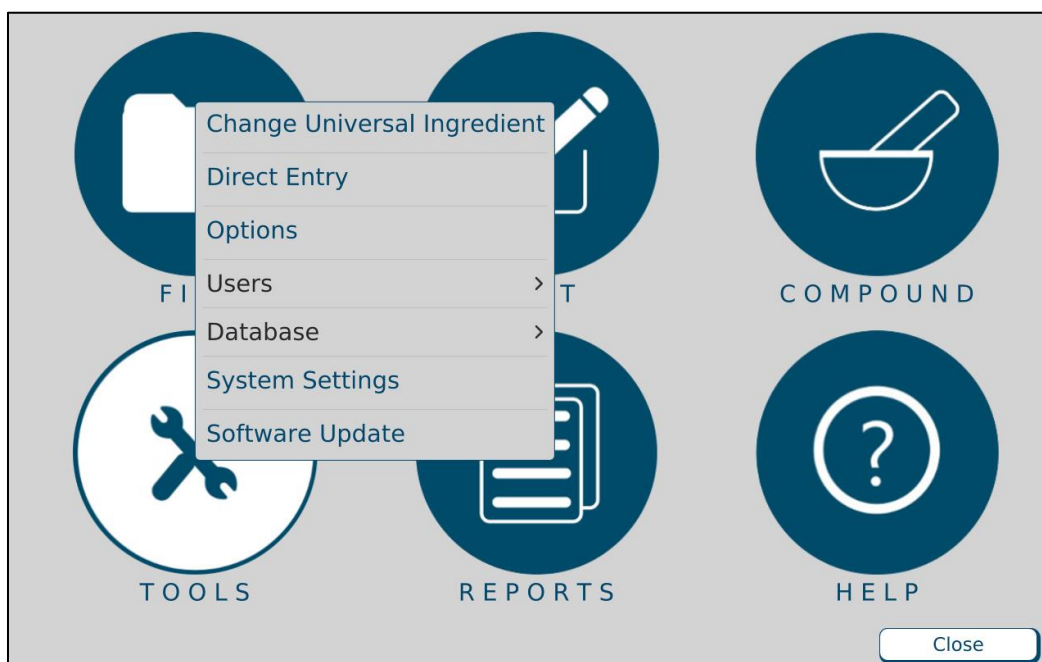 Change Universal Ingredient
Direct Entry
Options
Users
Database
System Settings
Software Update
FI
T
COMPOUND
TOOLS
REPORTS
?
HELP
Close